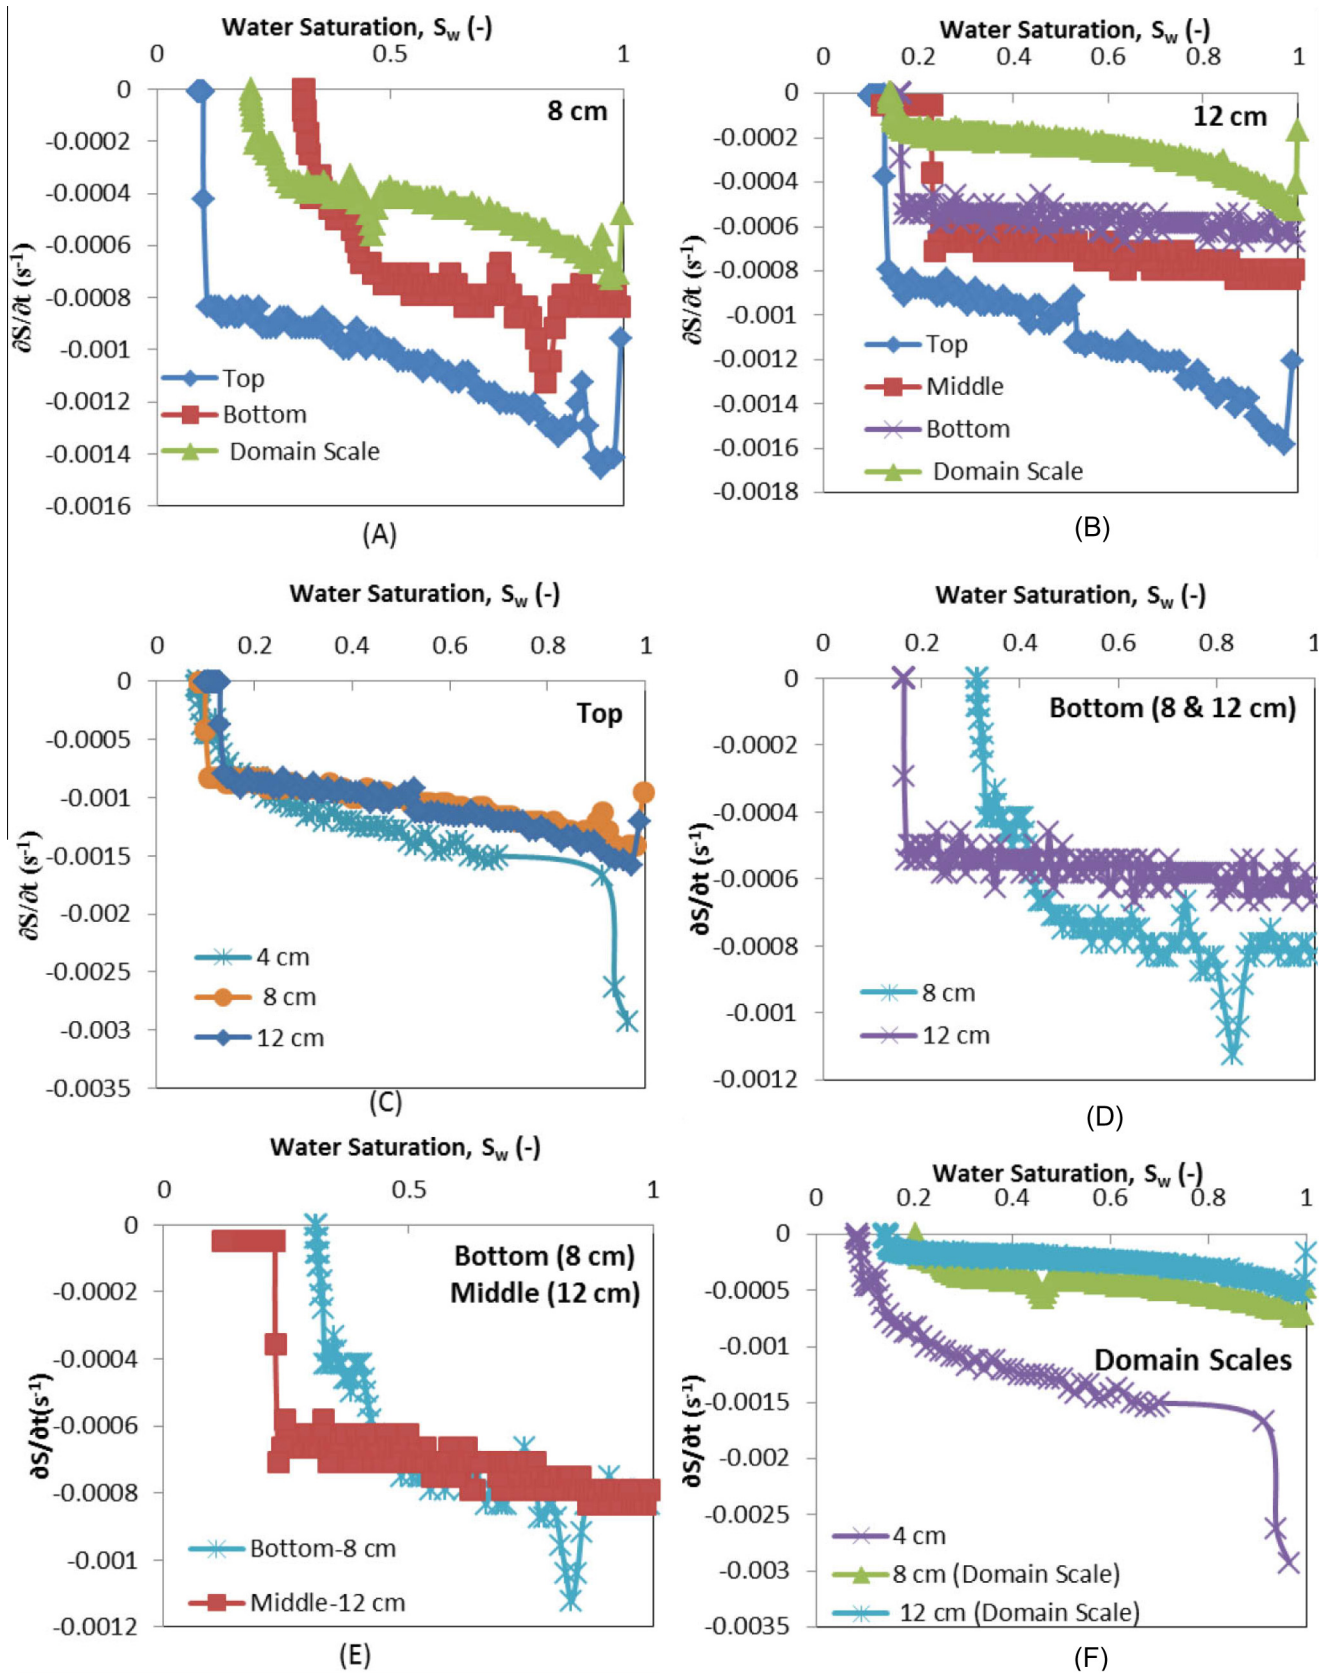 Water Saturation, Sw (-)
0 0.5 1
0
-0.0002
-0.0004
-0.0006
-0.0008
-0.001
-0.0012
-0.0014
-0.0016
∂S/∂t (s-1)
8 cm
Top
Bottom
Domain Scale
(A)
Water Saturation, Sw (-)
0 0.2 0.4 0.6 0.8 1
0
-0.0002
-0.0004
-0.0006
-0.0008
-0.001
-0.0012
-0.0014
-0.0016
-0.0018
∂S/∂t (s-1)
12 cm
Top
Middle
Bottom
Domain Scale
(B)
Water Saturation, Sw (-)
0 0.2 0.4 0.6 0.8 1
0
-0.0005
-0.001
-0.0015
-0.002
-0.0025
-0.003
-0.0035
∂S/∂t (s-1)
Top
4 cm
8 cm
12 cm
(C)
Water Saturation, Sw (-)
0 0.2 0.4 0.6 0.8 1
0
-0.0002
-0.0004
-0.0006
-0.0008
-0.001
-0.0012
∂S/∂t (s-1)
Bottom (8 & 12 cm)
8 cm
12 cm
(D)
Water Saturation, Sw (-)
0 0.5 1
0
-0.0002
-0.0004
-0.0006
-0.0008
-0.001
-0.0012
∂S/∂t(s-1)
Bottom (8 cm)
Middle (12 cm)
Bottom-8 cm
Middle-12 cm
(E)
Water Saturation, Sw (-)
0 0.2 0.4 0.6 0.8 1
0
-0.0005
-0.001
-0.0015
-0.002
-0.0025
-0.003
-0.0035
∂S/∂t (s-1)
Domain Scales
4 cm
8 cm (Domain Scale)
12 cm (Domain Scale)
(F)